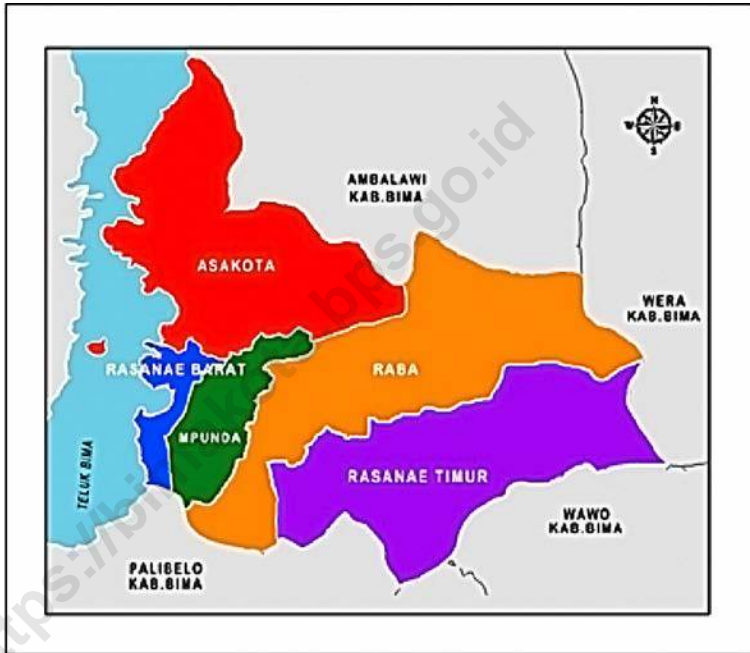 N
W
E
S
AMBALAWI
KAB.BIMA
ASAKOTA
WERA
KAB.BIMA
RASANAE BARAT
RABA
MPUNDA
TELUK BIMA
RASANAE TIMUR
WAWO
KAB.BIMA
PALIBELO
KAB.BIMA
https://bimakota.bps.go.id